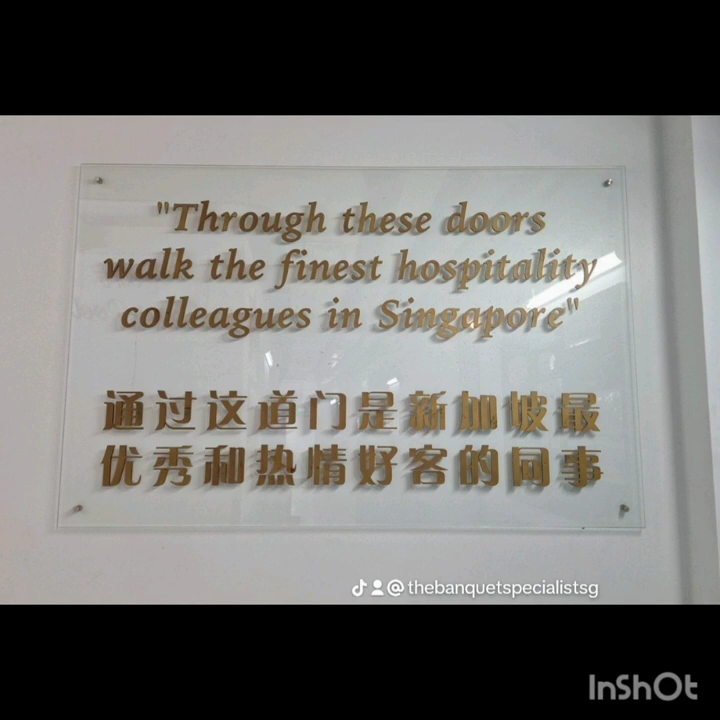 "Through these doors
walk the finest hospitality
colleagues in Singapore"
通过这道门是新加坡最
优秀和热情好客的同事
@thebanquetspecialistsg
InShOt